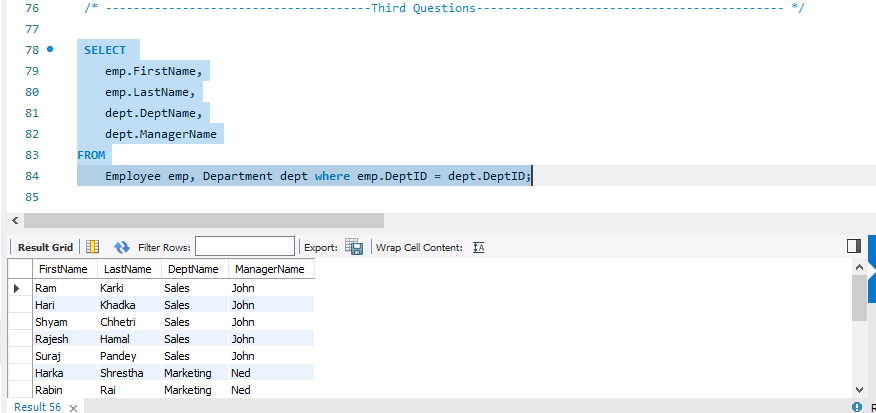 76 /* --------------------------------------Third Questions-------------------------------------------- */
77
78 SELECT
79 emp.FirstName,
80 emp.LastName,
81 dept.DeptName,
82 dept.ManagerName
83 FROM
84 Employee emp, Department dept where emp.DeptID = dept.DeptID;
85
Result Grid Filter Rows: Export: Wrap Cell Content: IA
FirstName LastName DeptName ManagerName
Ram Karki Sales John
Hari Khadka Sales John
Shyam Chhetri Sales John
Rajesh Hamal Sales John
Suraj Pandey Sales John
Harka Shrestha Marketing Ned
Rabin Rai Marketing Ned
Result 56 x